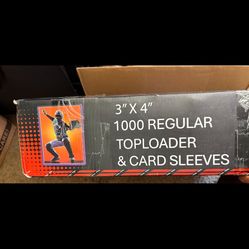 3" X 4"
1000 REGULAR
TOPLOADER
& CARD SLEEVES